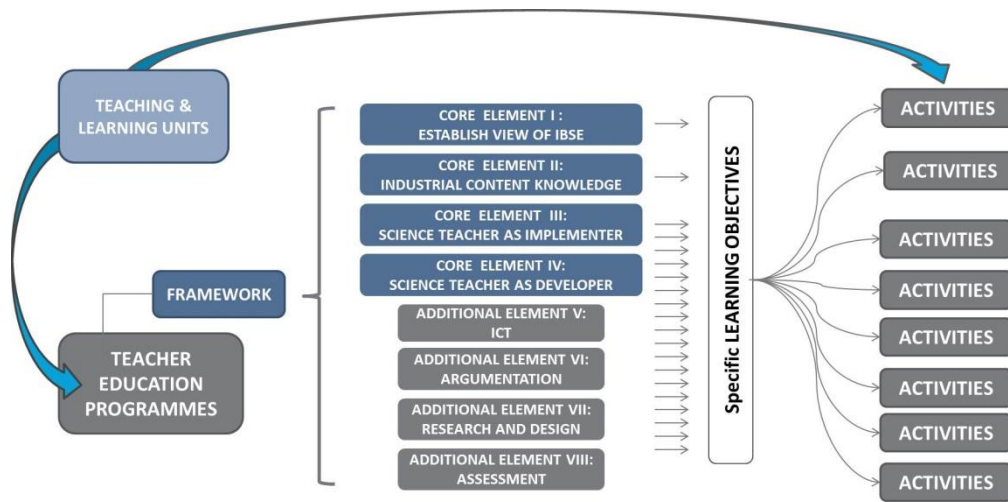 TEACHING &
LEARNING UNITS
FRAMEWORK
TEACHER
EDUCATION
PROGRAMMES
CORE ELEMENT I :
ESTABLISH VIEW OF IBSE
CORE ELEMENT II:
INDUSTRIAL CONTENT KNOWLEDGE
CORE ELEMENT III:
SCIENCE TEACHER AS IMPLEMENTER
CORE ELEMENT IV:
SCIENCE TEACHER AS DEVELOPER
ADDITIONAL ELEMENT V:
ICT
ADDITIONAL ELEMENT VI:
ARGUMENTATION
ADDITIONAL ELEMENT VII:
RESEARCH AND DESIGN
ADDITIONAL ELEMENT VIII:
ASSESSMENT
Specific LEARNING OBJECTIVES
ACTIVITIES
ACTIVITIES
ACTIVITIES
ACTIVITIES
ACTIVITIES
ACTIVITIES
ACTIVITIES
ACTIVITIES